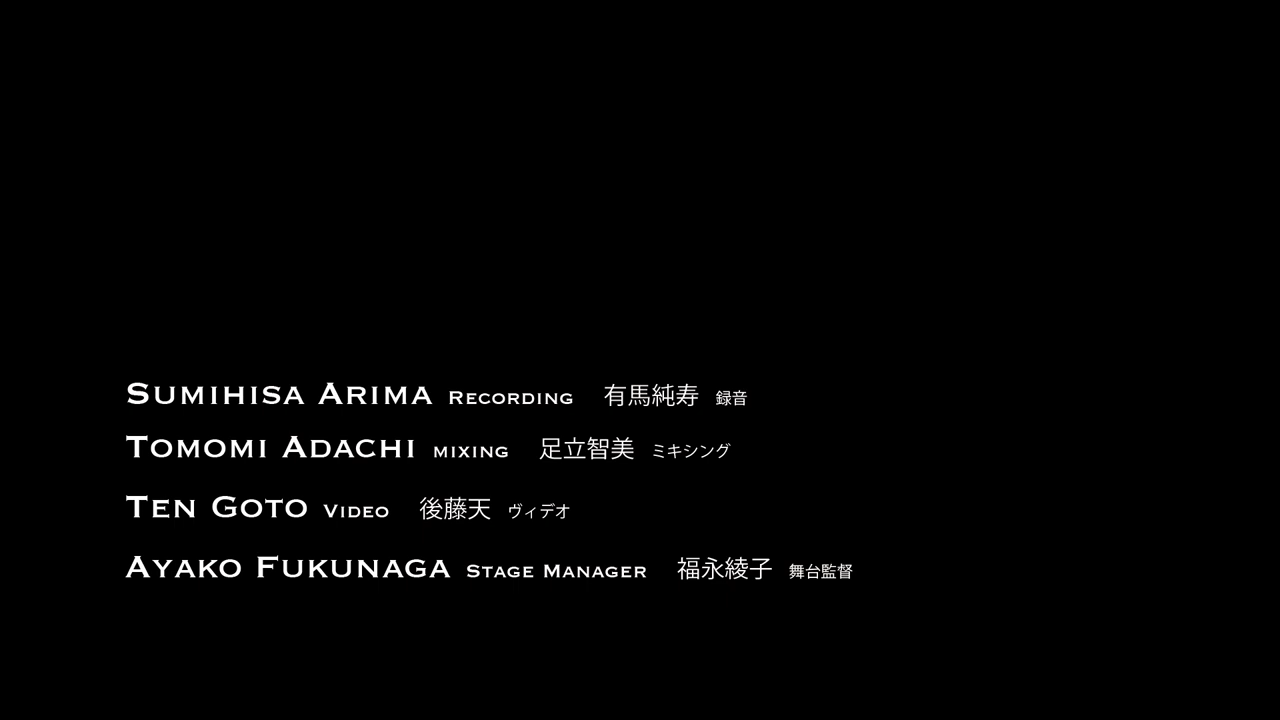 Sumihisa Arima Recording 有馬純寿 録音
Tomomi Adachi mixing 足立智美 ミキシング
Ten Goto Video 後藤天 ヴィデオ
Ayako Fukunaga Stage Manager 福永綾子 舞台監督